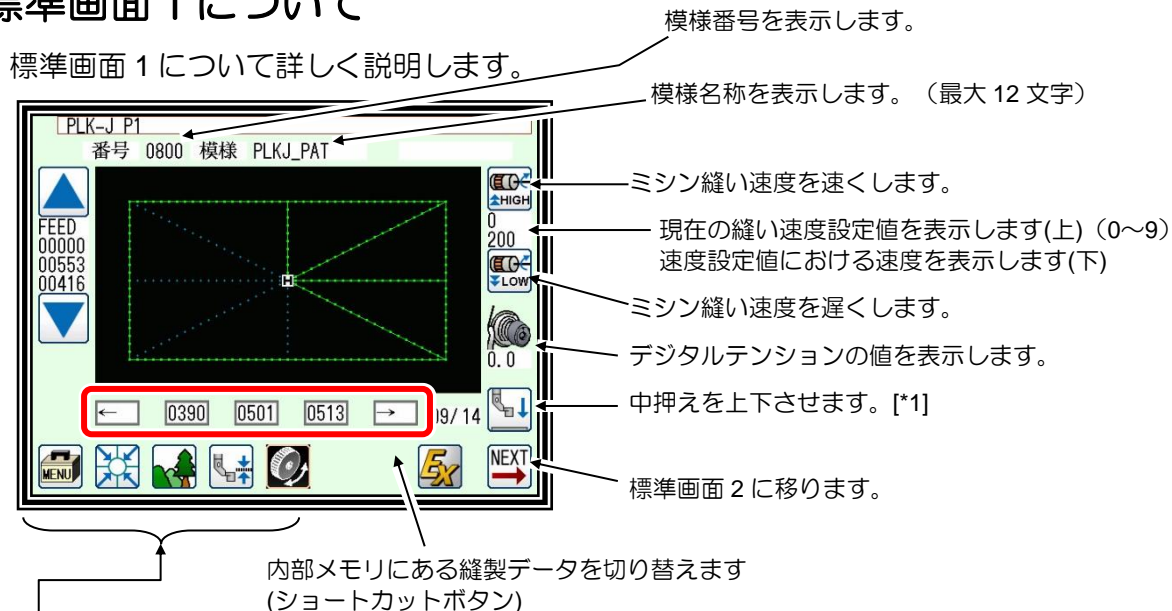 標準画面1について
模様番号を表示します。
標準画面 1 について詳しく説明します。
模様名称を表示します。（最大 12 文字）
PLK-J P1
番号 0800 模様 PLKJ_PAT
ミシン縫い速度を速くします。
HIGH
FEED
00000
00553
00416
0
200
現在の縫い速度設定値を表示します(上)（0～9）
速度設定値における速度を表示します(下)
LOW
ミシン縫い速度を遅くします。
0.0
デジタルテンションの値を表示します。
← 0390 0501 0513 → 09/14
中押えを上下させます。[*1]
MENU
Ex
NEXT
標準画面 2 に移ります。
内部メモリにある縫製データを切り替えます
(ショートカットボタン)